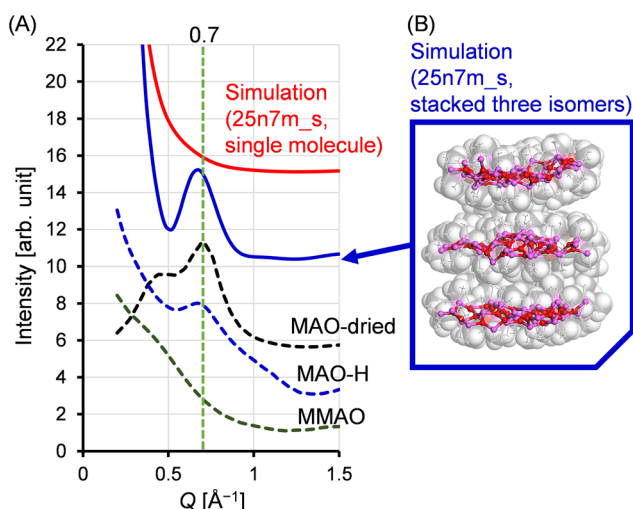 (A)
0.7
22
20
18
16
14
12
10
8
6
4
2
0
Intensity [arb. unit]
Simulation
(25n7m_s,
single molecule)
MAO-dried
MAO-H
MMAO
0
0.5
1
1.5
Q [Å⁻¹]
(B)
Simulation
(25n7m_s,
stacked three isomers)